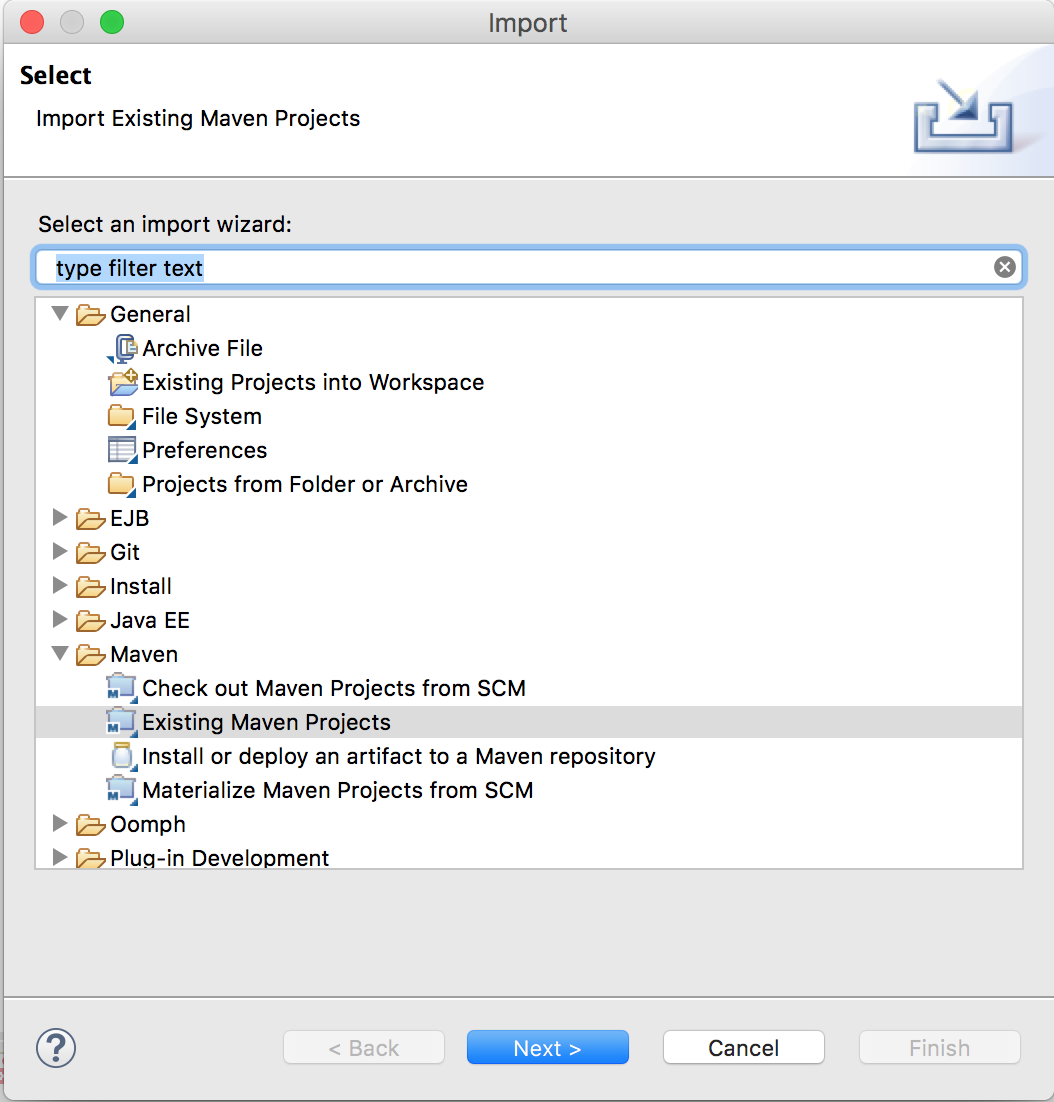 Import
Select
Import Existing Maven Projects
Select an import wizard:
type filter text
General
Archive File
Existing Projects into Workspace
File System
Preferences
Projects from Folder or Archive
EJB
Git
Install
Java EE
Maven
Check out Maven Projects from SCM
Existing Maven Projects
Install or deploy an artifact to a Maven repository
Materialize Maven Projects from SCM
Oomph
Plug-in Development
? < Back Next > Cancel Finish